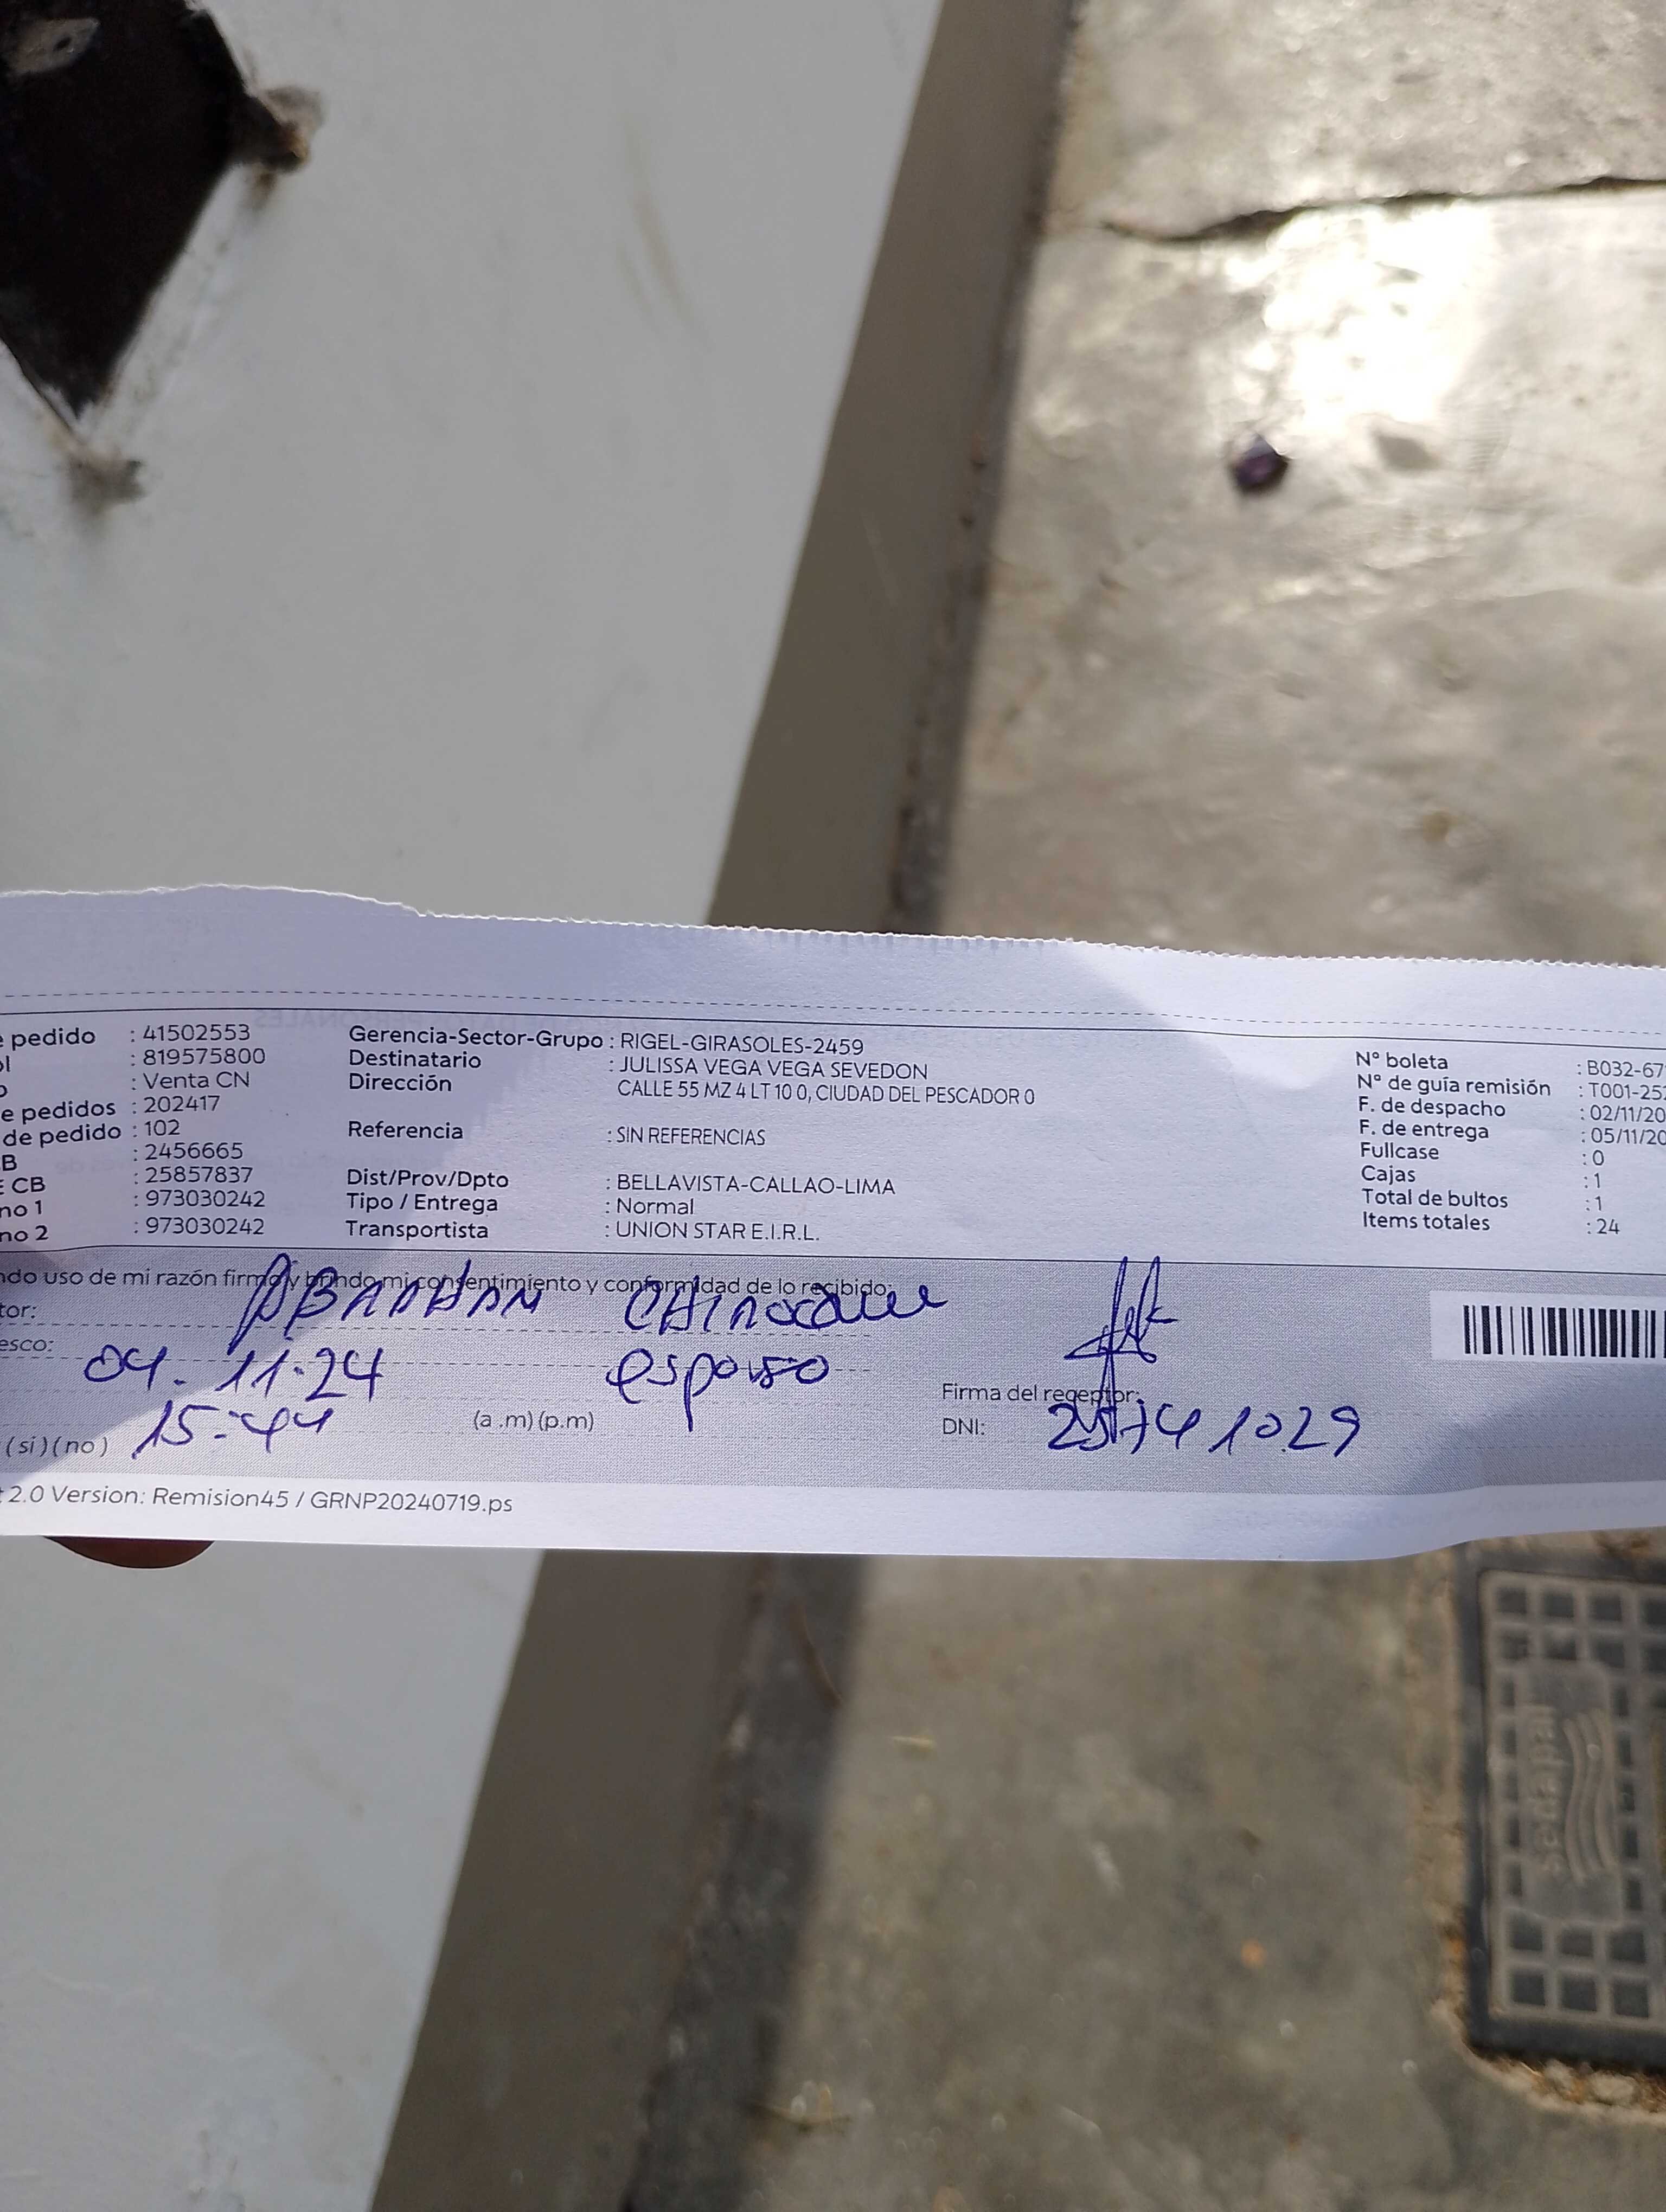 e pedido : 41502553 Gerencia-Sector-Grupo : RIGEL-GIRASOLES-2459
ol : 819575800 Destinatario : JULISSA VEGA VEGA SEVEDON N° boleta : B032-67
o : Venta CN Dirección CALLE 55 MZ 4 LT 10 0, CIUDAD DEL PESCADOR 0 N° de guía remisión : T001-252
e pedidos : 202417 F. de despacho : 02/11/20
de pedido : 102 Referencia : SIN REFERENCIAS F. de entrega : 05/11/20
B : 2456665 Fullcase : 0
E CB : 25857837 Dist/Prov/Dpto : BELLAVISTA-CALLAO-LIMA Cajas : 1
no 1 : 973030242 Tipo / Entrega : Normal Total de bultos : 1
no 2 : 973030242 Transportista : UNION STAR E.I.R.L. Items totales : 24
ndo uso de mi razón firmo y brindo mi consentimiento y conformidad de lo recibido:
tor:
esco: 04.11.24 esposo
Firma del receptor:
(si) (no) 15:44 (a.m) (p.m) DNI: 25741029
t 2.0 Version: Remision45 / GRNP20240719.ps
sedapal